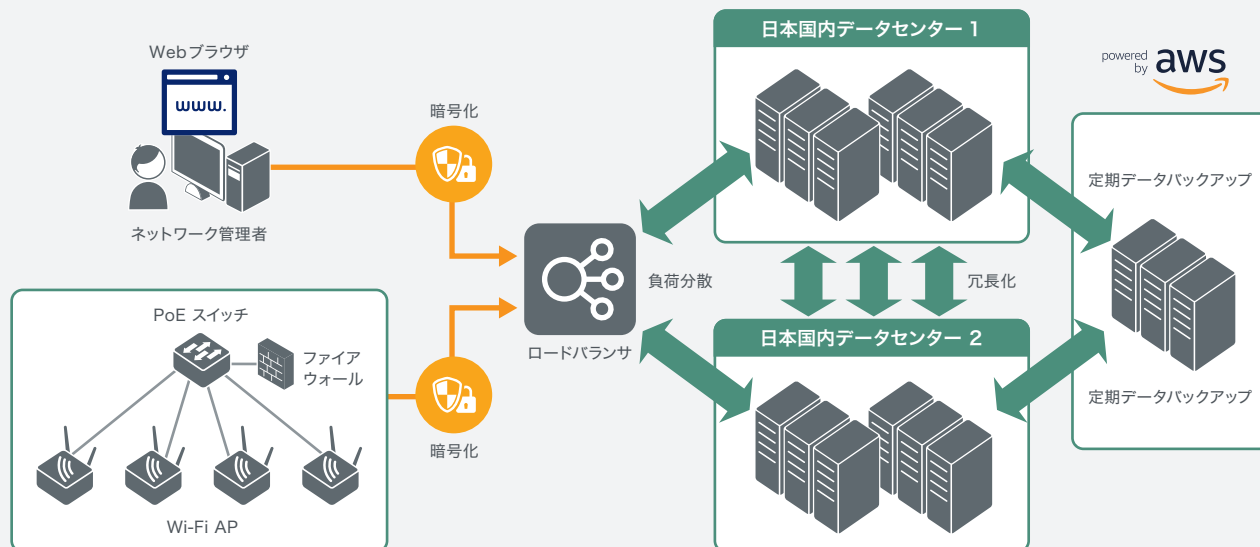 Webブラウザ
www.
ネットワーク管理者
暗号化
PoE スイッチ
ファイア
ウォール
Wi-Fi AP
暗号化
ロードバランサ
負荷分散
日本国内データセンター 1
冗長化
日本国内データセンター 2
powered
by
aws
定期データバックアップ
定期データバックアップ